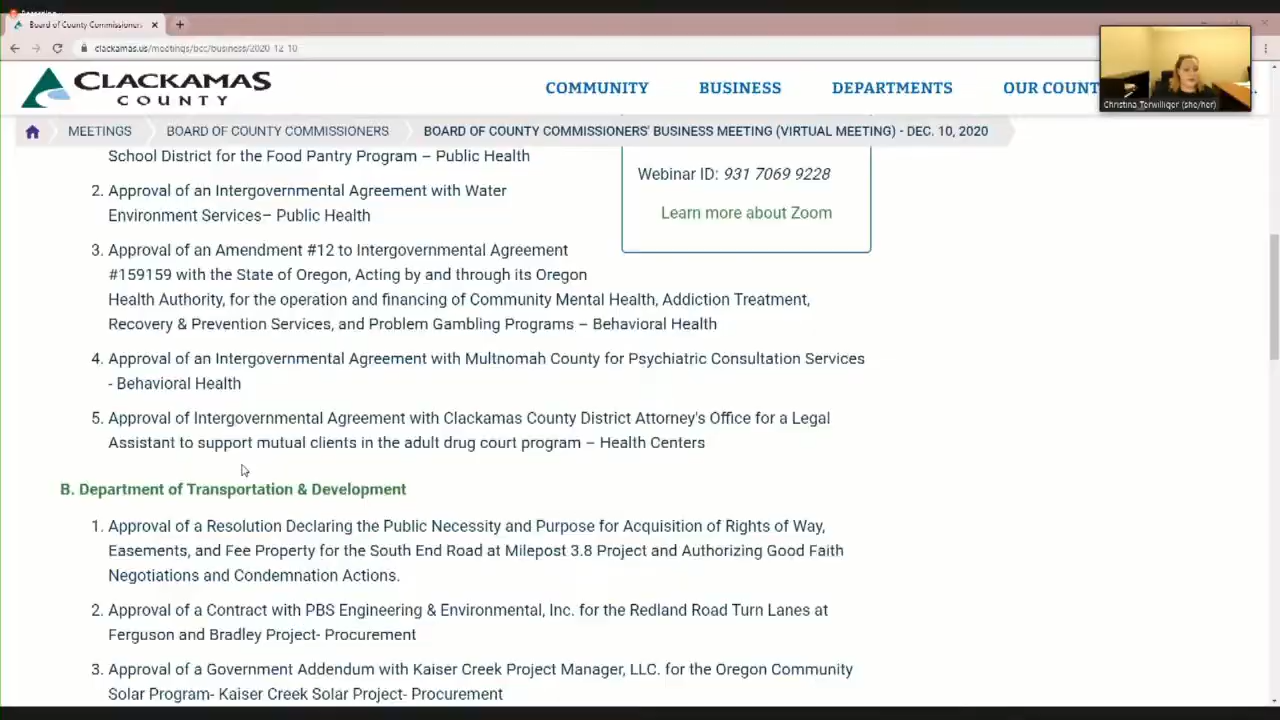 Recording
Board of County Commissioners'
clackamas.us/meetings/bcc/business/2020-12-10
CLACKAMAS
COUNTY
COMMUNITY
BUSINESS
DEPARTMENTS
OUR COUNT
Christina Terwilliger (she/her)
MEETINGS
BOARD OF COUNTY COMMISSIONERS
BOARD OF COUNTY COMMISSIONERS' BUSINESS MEETING (VIRTUAL MEETING) - DEC. 10, 2020
School District for the Food Pantry Program – Public Health
2. Approval of an Intergovernmental Agreement with Water
Environment Services– Public Health
3. Approval of an Amendment #12 to Intergovernmental Agreement
#159159 with the State of Oregon, Acting by and through its Oregon
Health Authority, for the operation and financing of Community Mental Health, Addiction Treatment,
Recovery & Prevention Services, and Problem Gambling Programs – Behavioral Health
4. Approval of an Intergovernmental Agreement with Multnomah County for Psychiatric Consultation Services
- Behavioral Health
5. Approval of Intergovernmental Agreement with Clackamas County District Attorney's Office for a Legal
Assistant to support mutual clients in the adult drug court program – Health Centers
Webinar ID: 931 7069 9228
Learn more about Zoom
B. Department of Transportation & Development
1. Approval of a Resolution Declaring the Public Necessity and Purpose for Acquisition of Rights of Way,
Easements, and Fee Property for the South End Road at Milepost 3.8 Project and Authorizing Good Faith
Negotiations and Condemnation Actions.
2. Approval of a Contract with PBS Engineering & Environmental, Inc. for the Redland Road Turn Lanes at
Ferguson and Bradley Project- Procurement
3. Approval of a Government Addendum with Kaiser Creek Project Manager, LLC. for the Oregon Community
Solar Program- Kaiser Creek Solar Project- Procurement